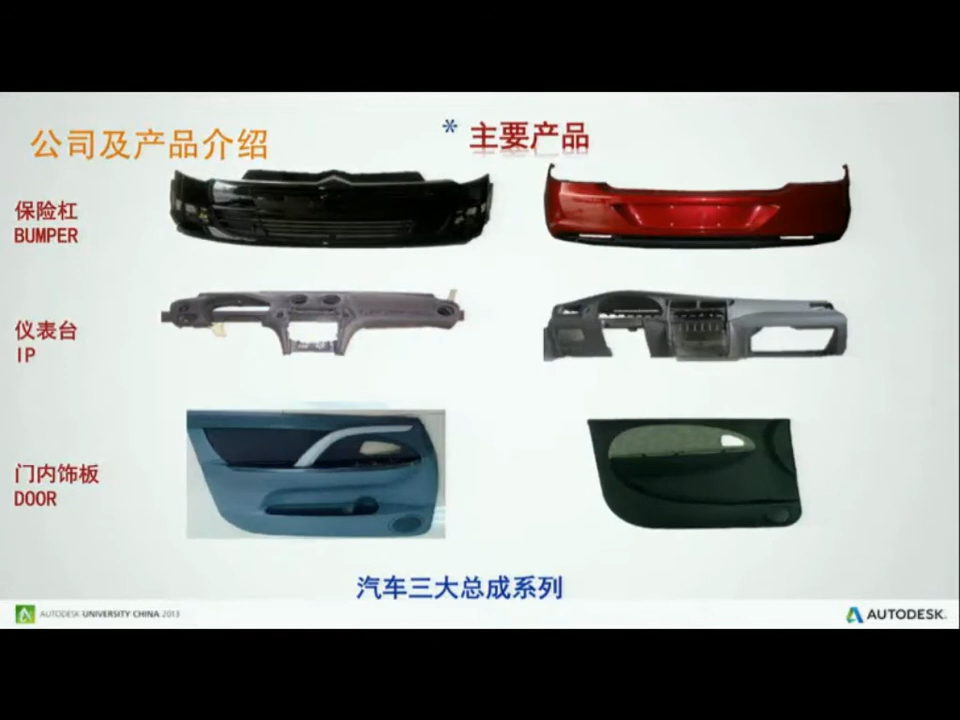 公司及产品介绍
* 主要产品
保险杠
BUMPER
仪表台
IP
门内饰板
DOOR
汽车三大总成系列
AUTODESK UNIVERSITY CHINA 2013
AUTODESK.